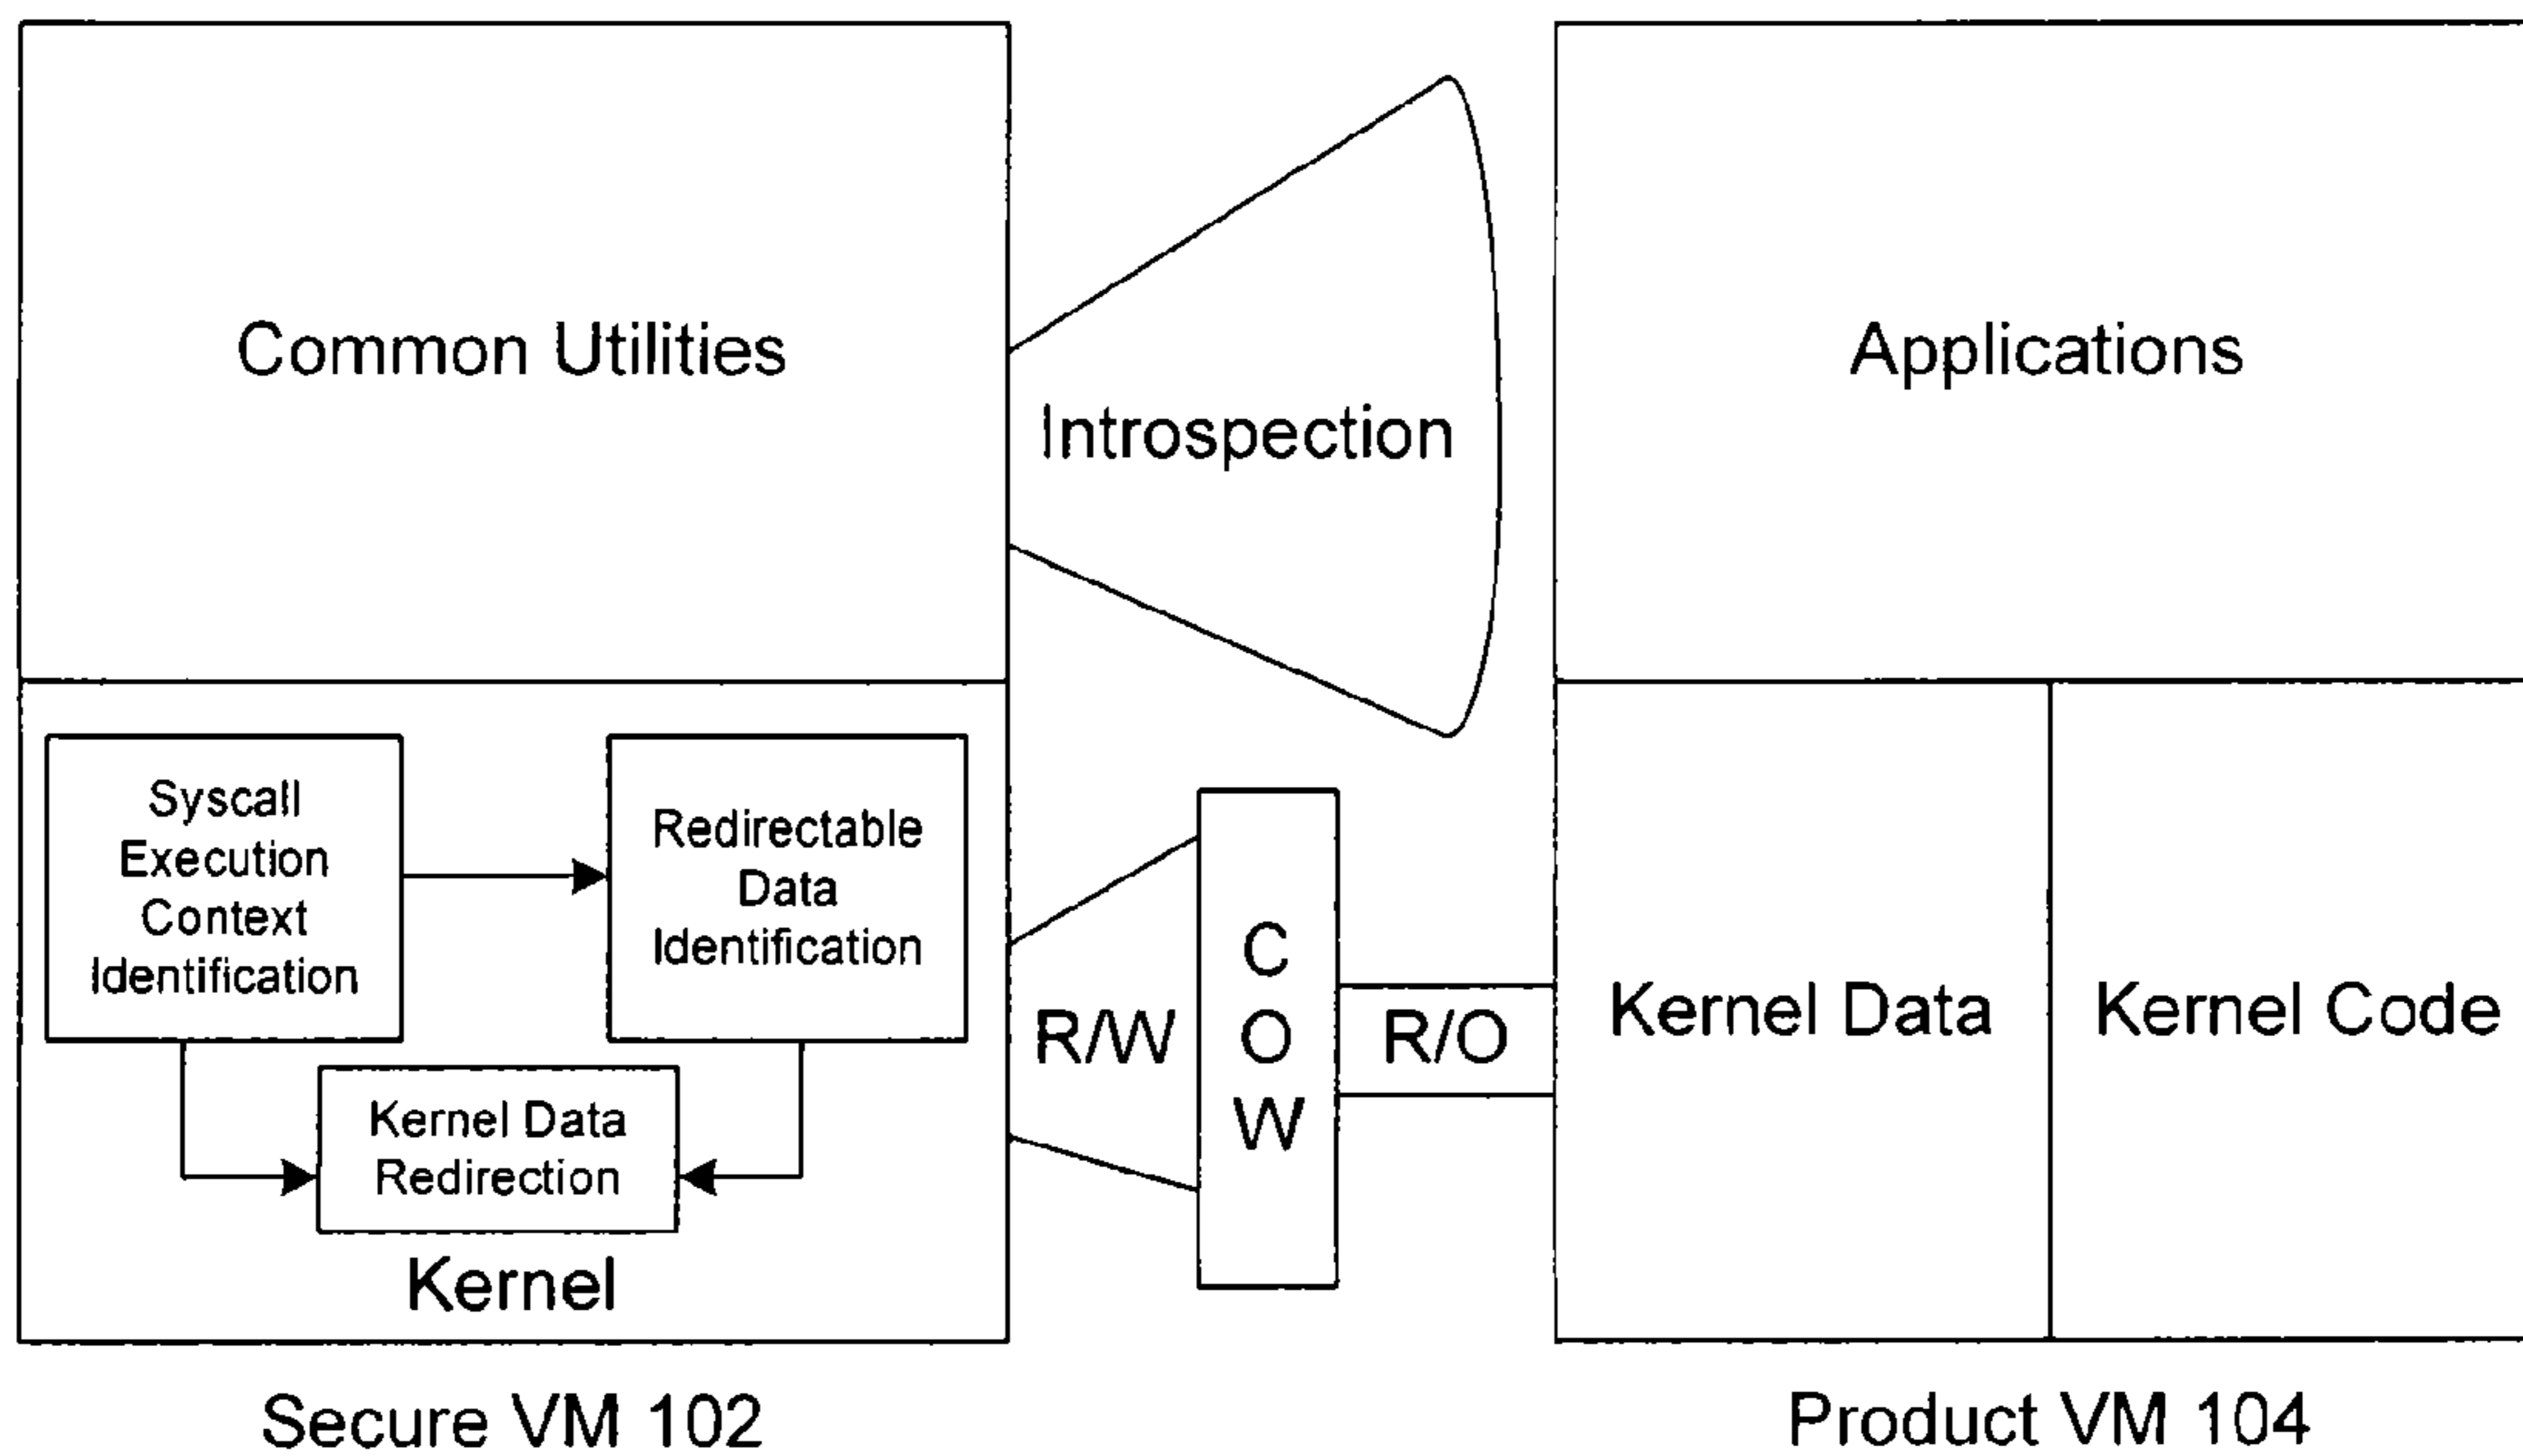 Common Utilities
Introspection
Applications
Syscall
Execution
Context
Identification
Redirectable
Data
Identification
Kernel Data
Redirection
Kernel
R/W
C
O
W
R/O
Kernel Data
Kernel Code
Secure VM 102
Product VM 104